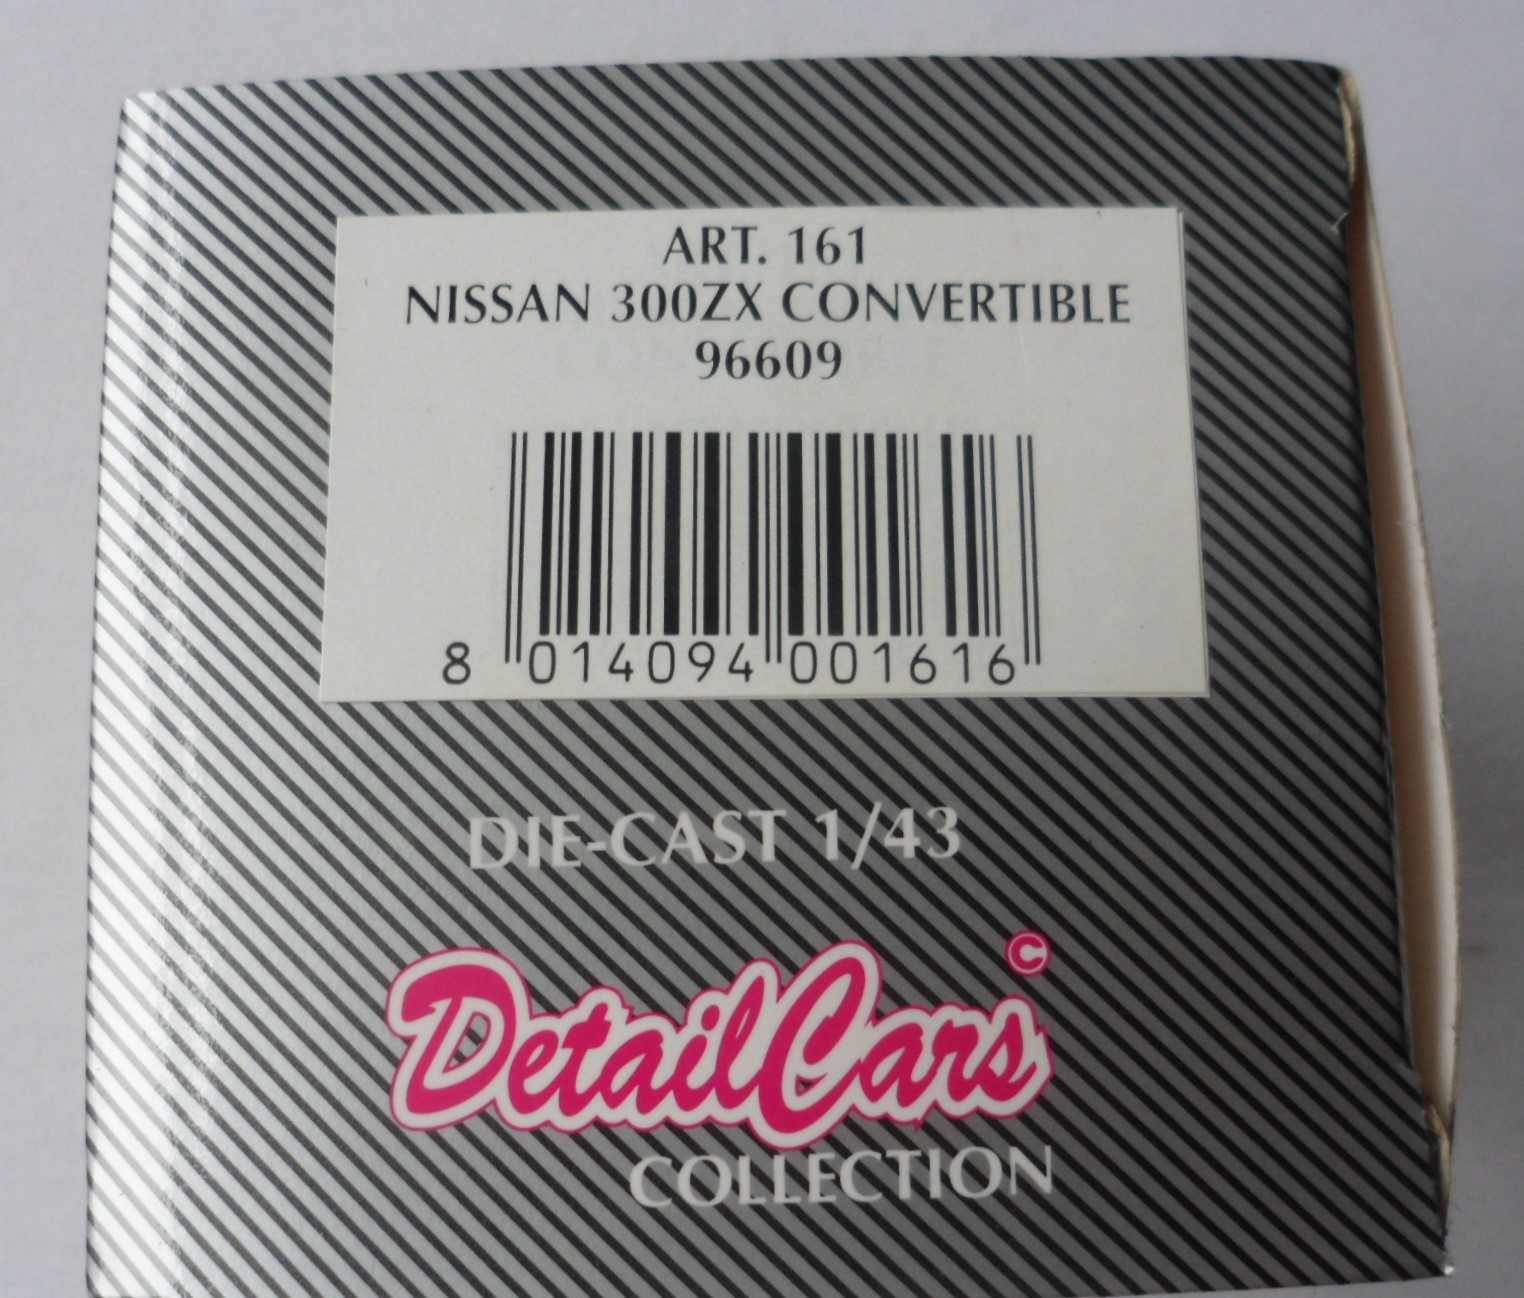 ART. 161
NISSAN 300ZX CONVERTIBLE
96609
8 014094 001616
DIE-CAST 1/43
DetailCars ©
COLLECTION